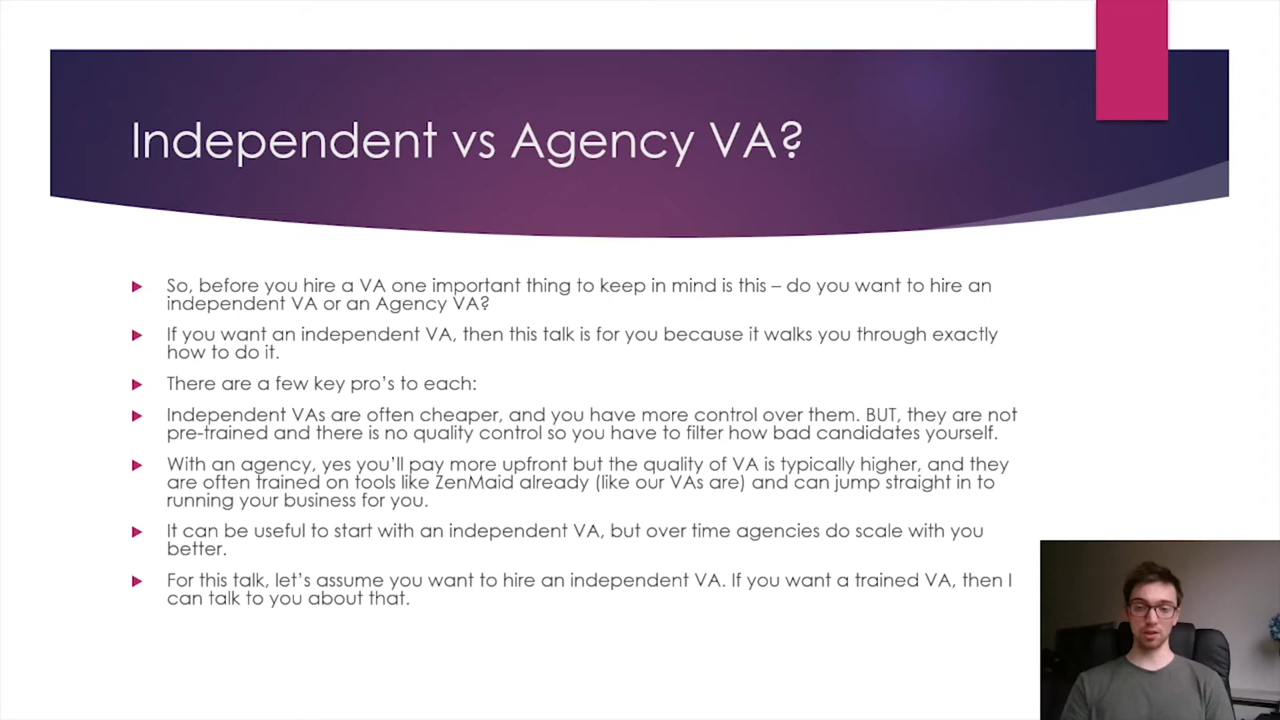 Independent vs Agency VA?
So, before you hire a VA one important thing to keep in mind is this – do you want to hire an
independent VA or an Agency VA?
If you want an independent VA, then this talk is for you because it walks you through exactly
how to do it.
There are a few key pro's to each:
Independent VAs are often cheaper, and you have more control over them. BUT, they are not
pre-trained and there is no quality control so you have to filter how bad candidates yourself.
With an agency, yes you'll pay more upfront but the quality of VA is typically higher, and they
are often trained on tools like ZenMaid already (like our VAs are) and can jump straight in to
running your business for you.
It can be useful to start with an independent VA, but over time agencies do scale with you
better.
For this talk, let's assume you want to hire an independent VA. If you want a trained VA, then I
can talk to you about that.